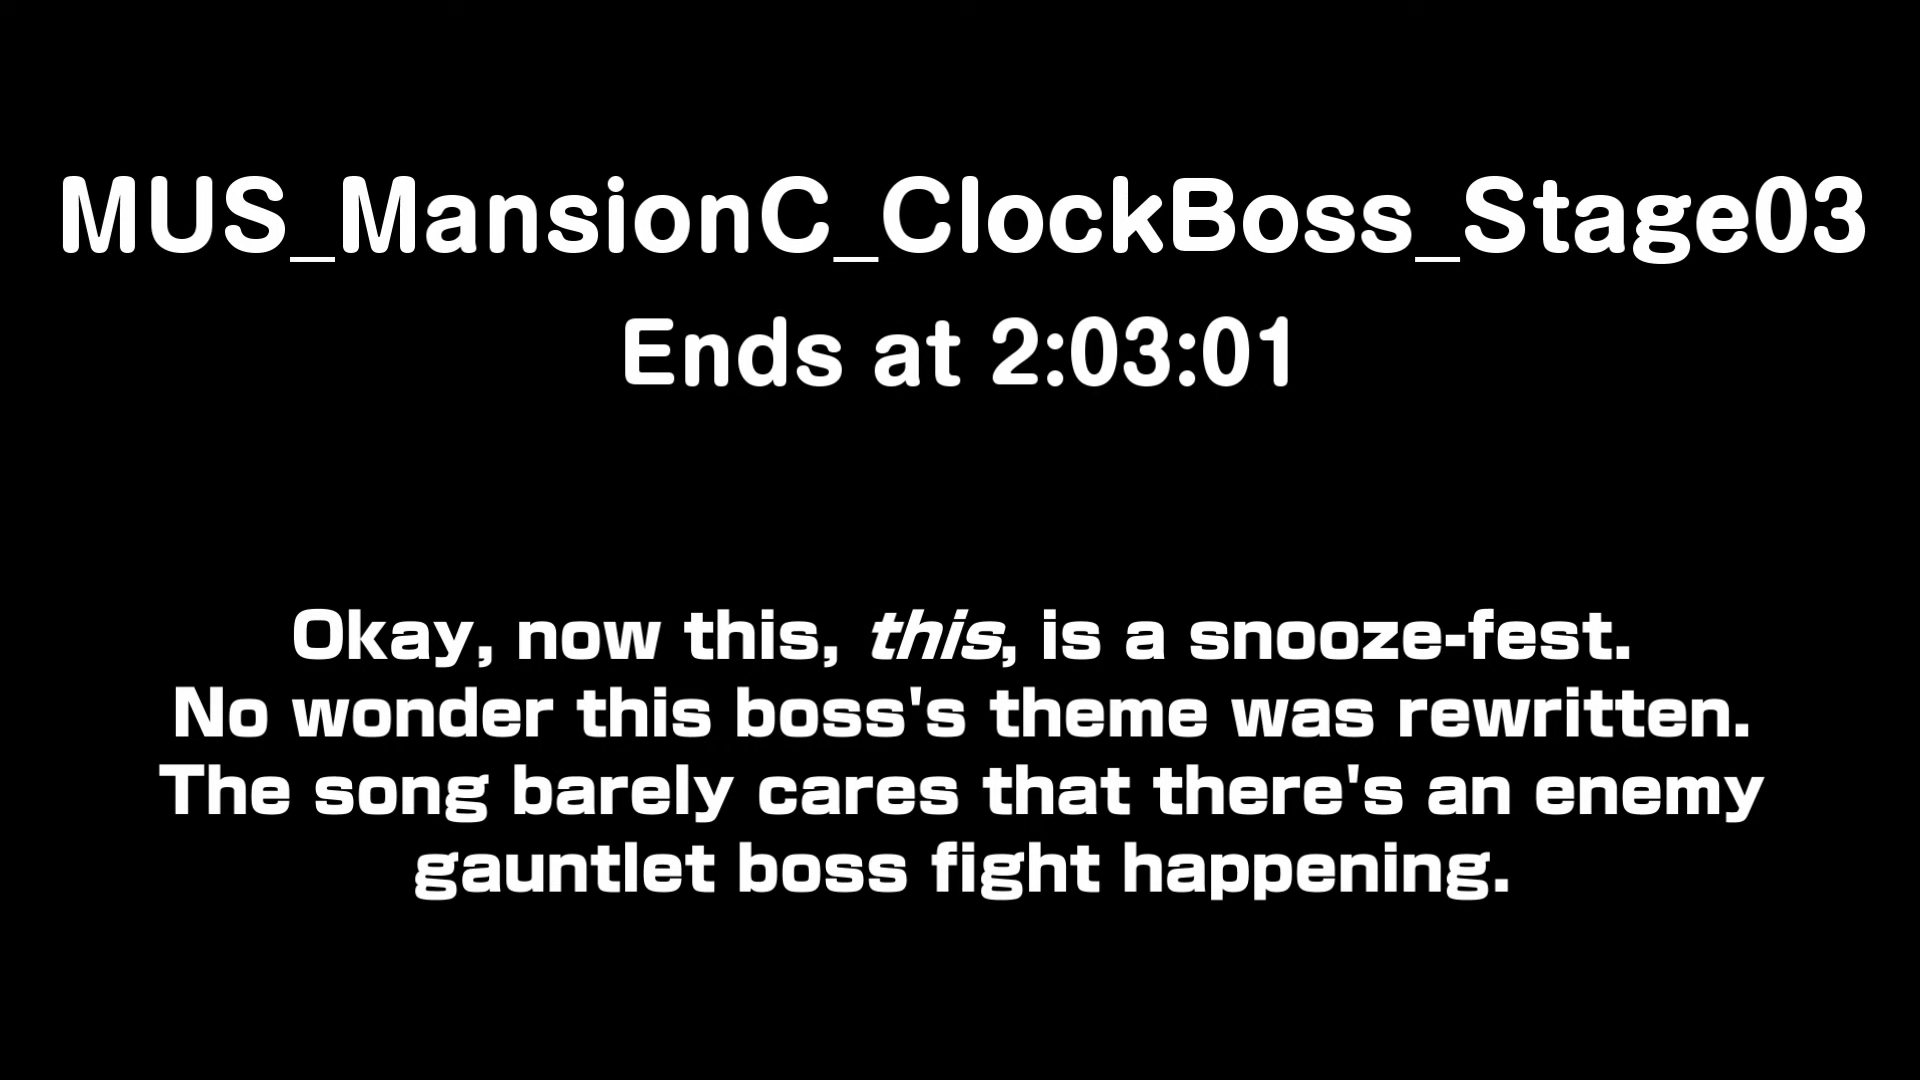 MUS_MansionC_ClockBoss_Stage03
Ends at 2:03:01
Okay, now this, this, is a snooze-fest.
No wonder this boss's theme was rewritten.
The song barely cares that there's an enemy
gauntlet boss fight happening.